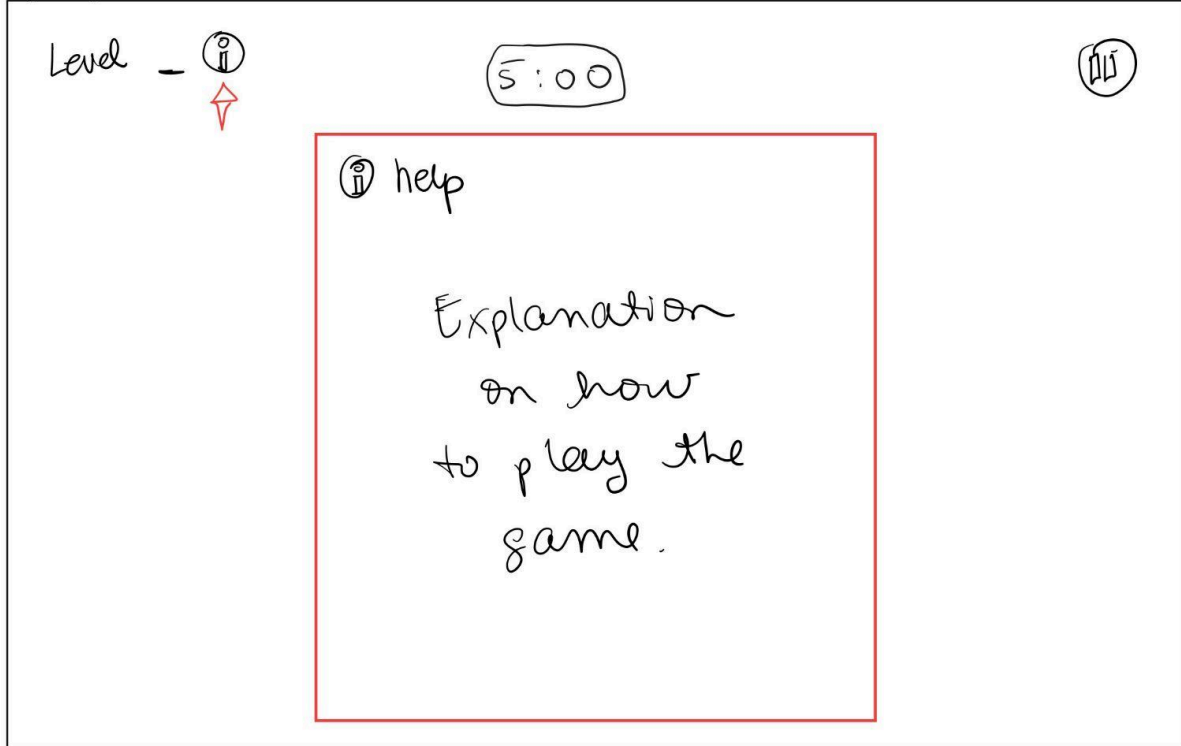 Level _ i
5:00
i help
Explanation
on how
to play the
game.